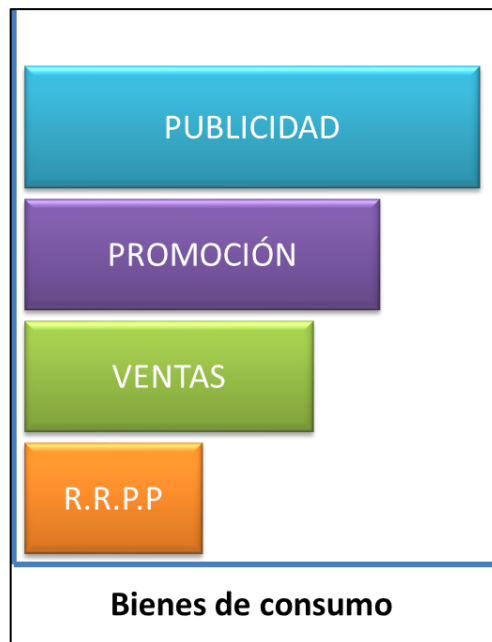 PUBLICIDAD
PROMOCIÓN
VENTAS
R.R.P.P
Bienes de consumo